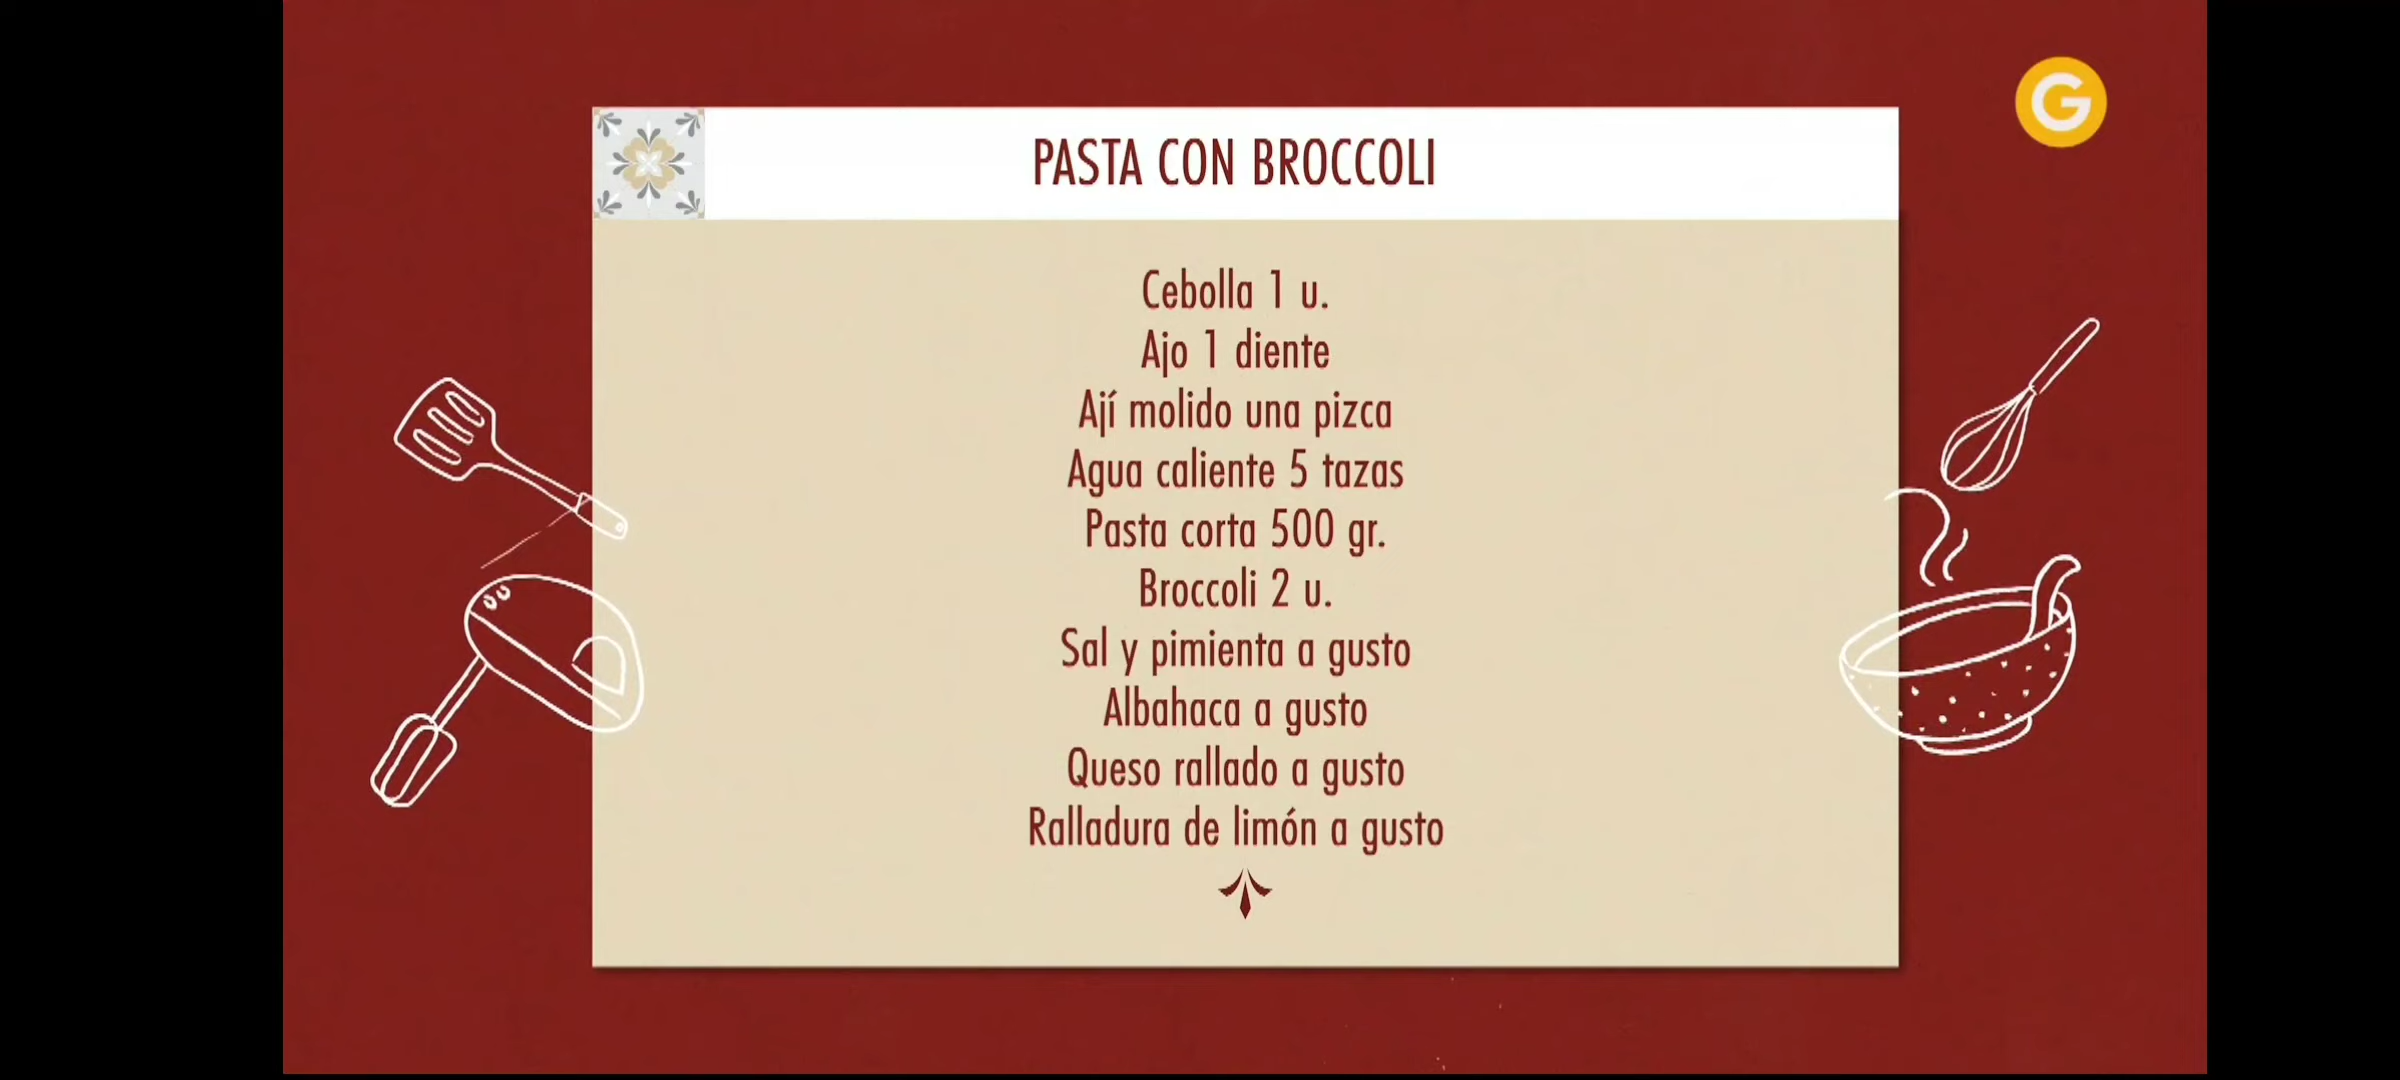 G
PASTA CON BROCCOLI
Cebolla 1 u.
Ajo 1 diente
Ají molido una pizca
Agua caliente 5 tazas
Pasta corta 500 gr.
Broccoli 2 u.
Sal y pimienta a gusto
Albahaca a gusto
Queso rallado a gusto
Ralladura de limón a gusto